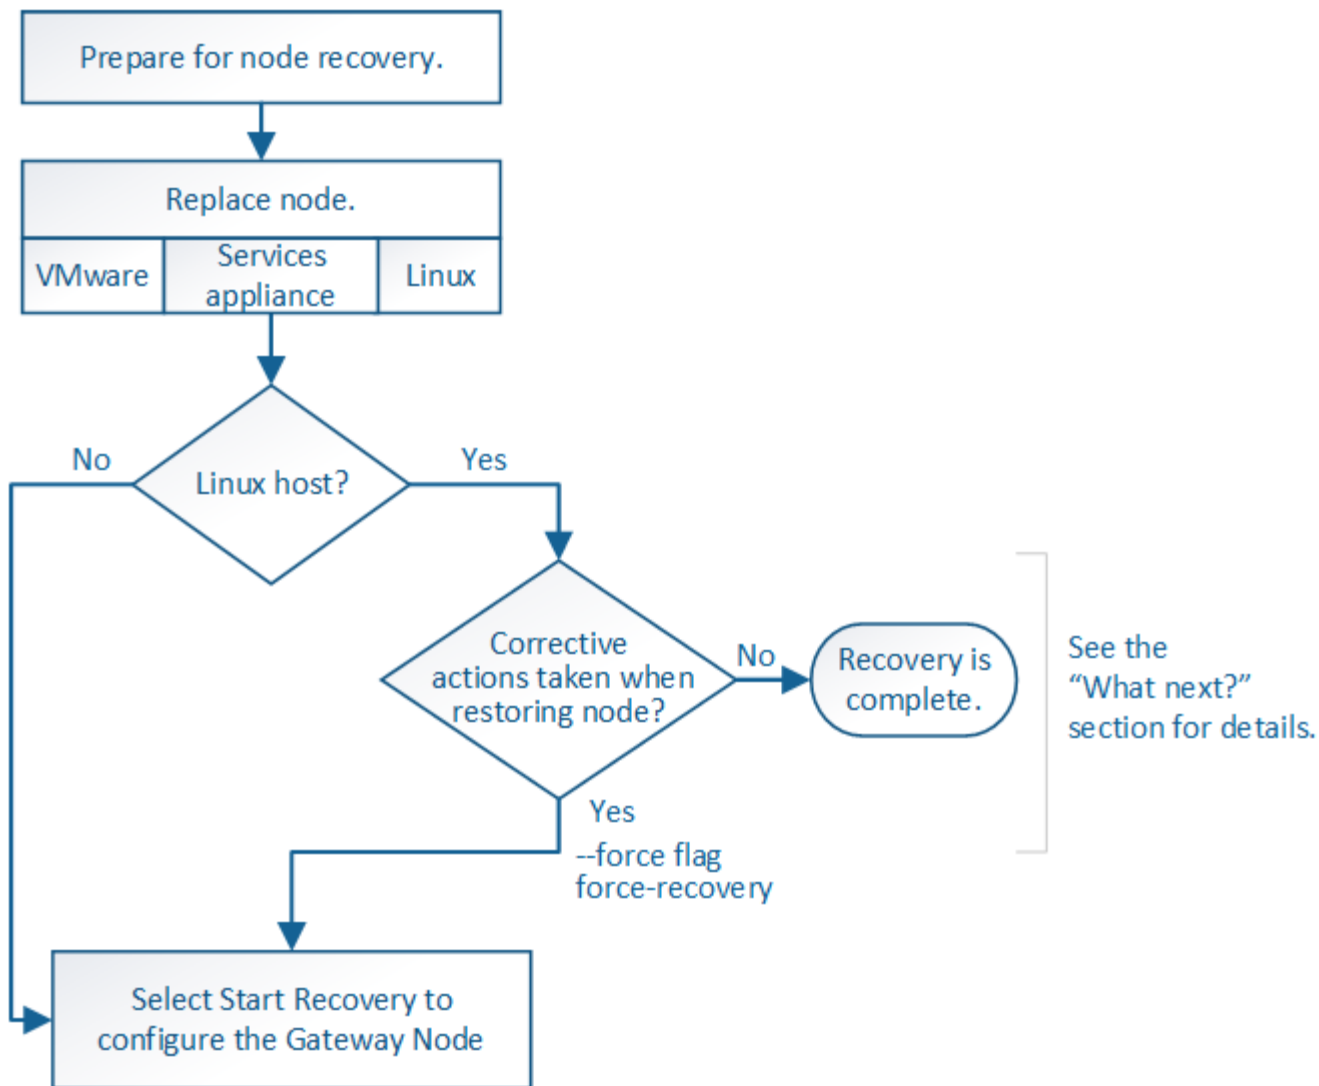 Prepare for node recovery.
Replace node.
VMware
Services
appliance
Linux
Linux host?
No
Yes
Corrective
actions taken when
restoring node?
No
Recovery is
complete.
See the
“What next?”
section for details.
Yes
--force flag
force-recovery
Select Start Recovery to
configure the Gateway Node